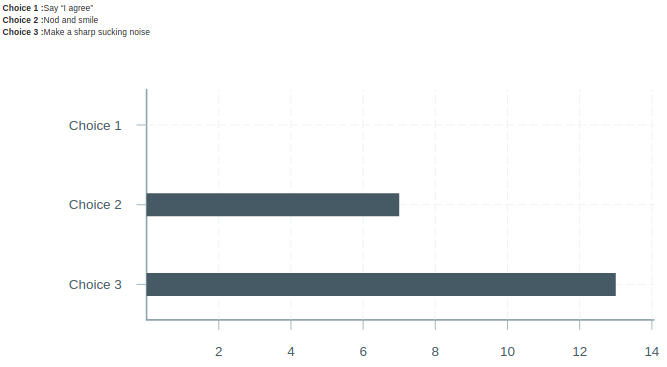 Choice 1 :Say "I agree"
Choice 2 :Nod and smile
Choice 3 :Make a sharp sucking noise
Choice 1
Choice 2
Choice 3
2 4 6 8 10 12 14